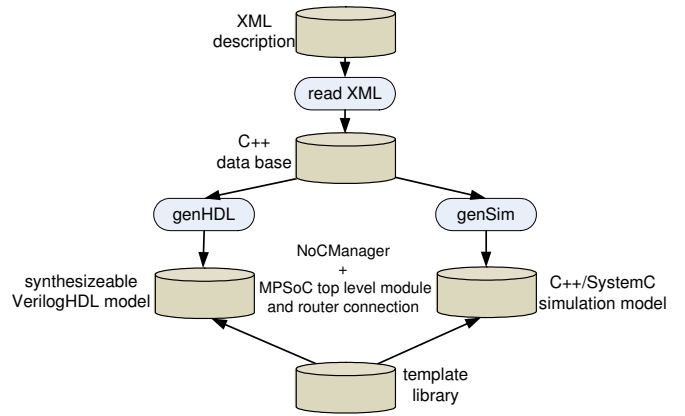 XML
description
read XML
C++
data base
genHDL
genSim
NoCManager
+
MPSoC top level module
and router connection
synthesizeable
VerilogHDL model
C++/SystemC
simulation model
template
library